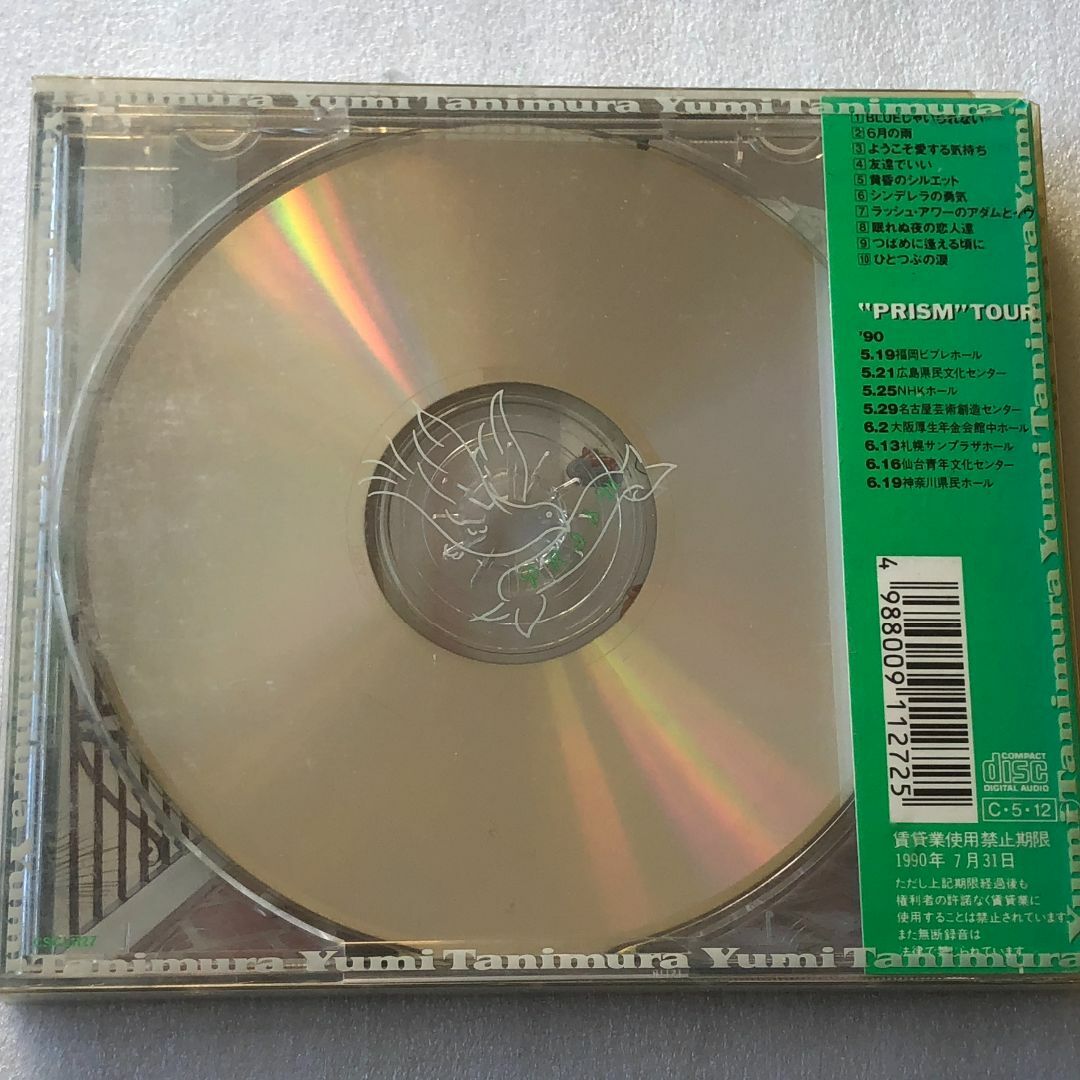 Tanimura Yumi Tanimura Yumi Tanimura
1 BLUEじゃいられない
2 6月の雨
3 ようこそ愛する気持ち
4 友達でいい
5 黄昏のシルエット
6 シンデレラの勇気
7 ラッシュ・アワーのアダムとイヴ
8 眠れぬ夜の恋人達
9 つばめに逢える頃に
10 ひとつぶの涙
"PRISM" TOUR
'90
5.19 福岡ビブレホール
5.21 広島県民文化センター
5.25 NHKホール
5.29 名古屋芸術創造センター
6.2 大阪厚生年金会館中ホール
6.13 札幌サンプラザホール
6.16 仙台青年文化センター
6.19 神奈川県民ホール
4 988009 112725
COMPACT
disc
DIGITAL AUDIO
C・5・12
賃貸業使用禁止期限
1990年 7月31日
ただし上記期限経過後も
権利者の許諾なく賃貸業に
使用することは禁止されています
また無断録音は
法律で禁じられています
Yumi Tanimura Yumi Tanimura Yumi
Tanimura Yumi Tanimura Yumi Tanimura